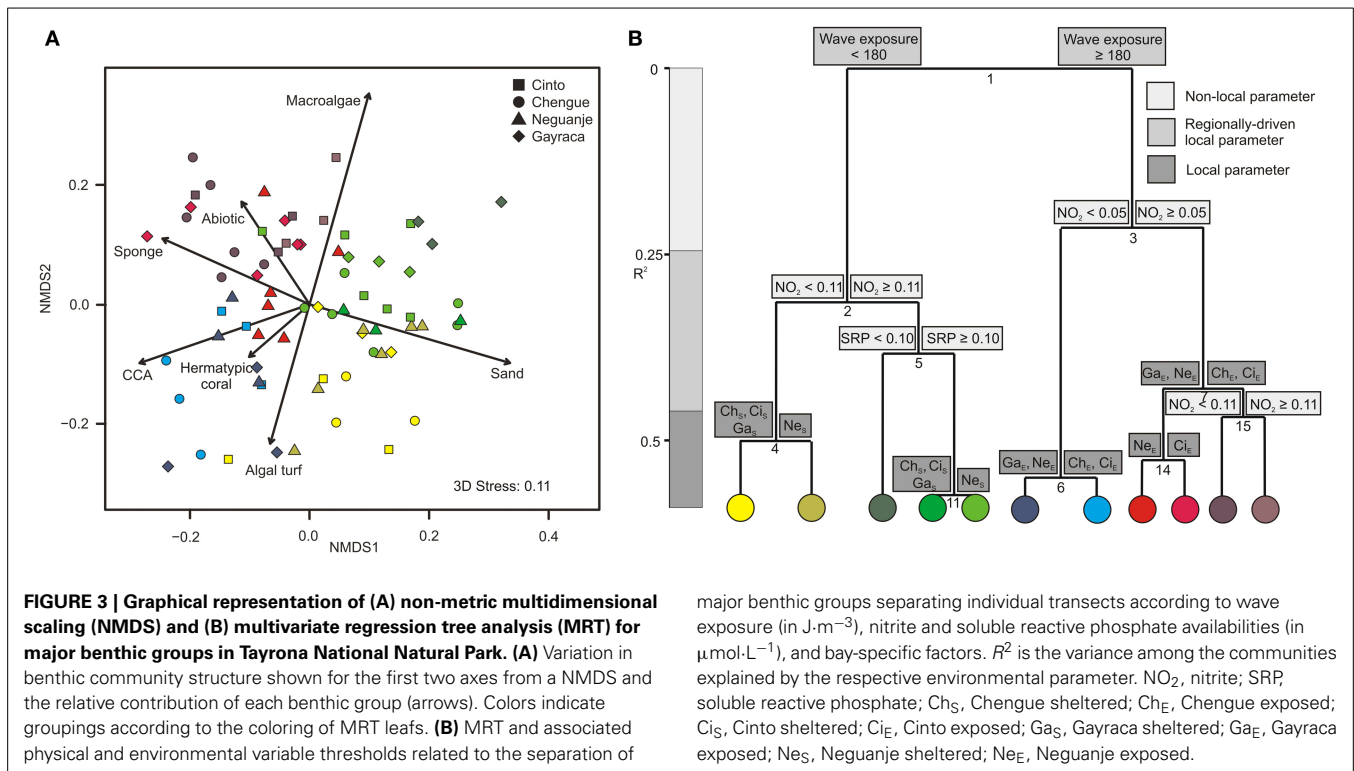 A
Macroalgae
Cinto
Chengue
Neguanje
Gayraca
Abiotic
Sponge
CCA
Hermatypic
coral
Algal turf
Sand
3D Stress: 0.11
NMDS2
0.2
0.0
−0.2
−0.2
0.0
0.2
0.4
NMDS1
B
Wave exposure
< 180
Wave exposure
≥ 180
0
0.25
R²
0.5
1
Non-local parameter
Regionally-driven
local parameter
Local parameter
NO₂ < 0.05
NO₂ ≥ 0.05
3
NO₂ < 0.11
NO₂ ≥ 0.11
2
SRP < 0.10
SRP ≥ 0.10
5
Ga_E, Ne_E
Ch_E, Ci_E
7
NO₂ < 0.11
NO₂ ≥ 0.11
15
Ch_S, Ci_S
Ga_S
Ne_S
4
Ch_S, Ci_S
Ga_S
Ne_S
11
Ga_E, Ne_E
Ch_E, Ci_E
6
Ne_E
Ci_E
14
FIGURE 3 | Graphical representation of (A) non-metric multidimensional
scaling (NMDS) and (B) multivariate regression tree analysis (MRT) for
major benthic groups in Tayrona National Natural Park. (A) Variation in
benthic community structure shown for the first two axes from a NMDS and
the relative contribution of each benthic group (arrows). Colors indicate
groupings according to the coloring of MRT leafs. (B) MRT and associated
physical and environmental variable thresholds related to the separation of
major benthic groups separating individual transects according to wave
exposure (in J·m⁻³), nitrite and soluble reactive phosphate availabilities (in
μmol·L⁻¹), and bay-specific factors. R² is the variance among the communities
explained by the respective environmental parameter. NO₂, nitrite; SRP,
soluble reactive phosphate; Ch_S, Chengue sheltered; Ch_E, Chengue exposed;
Ci_S, Cinto sheltered; Ci_E, Cinto exposed; Ga_S, Gayraca sheltered; Ga_E, Gayraca
exposed; Ne_S, Neguanje sheltered; Ne_E, Neguanje exposed.